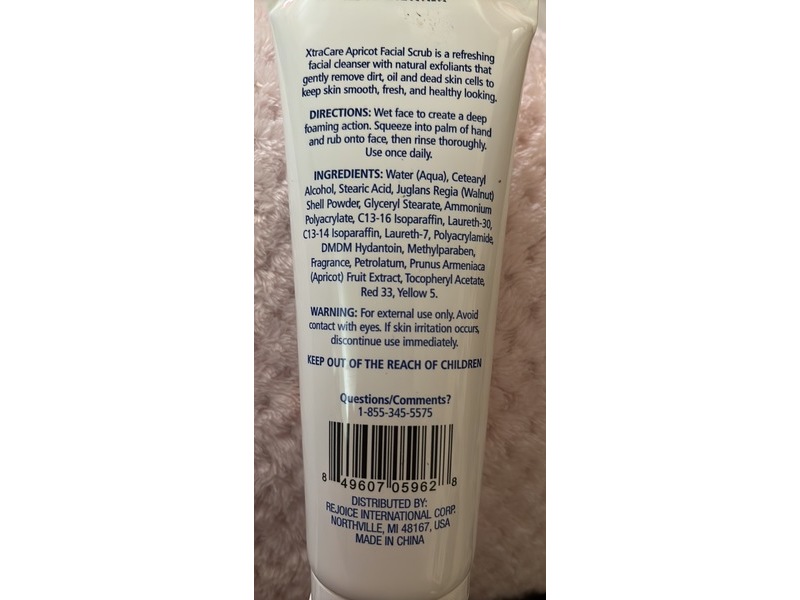 XtraCare Apricot Facial Scrub is a refreshing
facial cleanser with natural exfoliants that
gently remove dirt, oil and dead skin cells to
keep skin smooth, fresh, and healthy looking.
DIRECTIONS: Wet face to create a deep
foaming action. Squeeze into palm of hand
and rub onto face, then rinse thoroughly.
Use once daily.
INGREDIENTS: Water (Aqua), Cetearyl
Alcohol, Stearic Acid, Juglans Regia (Walnut)
Shell Powder, Glyceryl Stearate, Ammonium
Polyacrylate, C13-16 Isoparaffin, Laureth-30,
C13-14 Isoparaffin, Laureth-7, Polyacrylamide,
DMDM Hydantoin, Methylparaben,
Fragrance, Petrolatum, Prunus Armeniaca
(Apricot) Fruit Extract, Tocopheryl Acetate,
Red 33, Yellow 5.
WARNING: For external use only. Avoid
contact with eyes. If skin irritation occurs,
discontinue use immediately.
KEEP OUT OF THE REACH OF CHILDREN
Questions/Comments?
1-855-345-5575
8 49607 05962 8
DISTRIBUTED BY:
REJOICE INTERNATIONAL CORP.
NORTHVILLE, MI 48167, USA
MADE IN CHINA